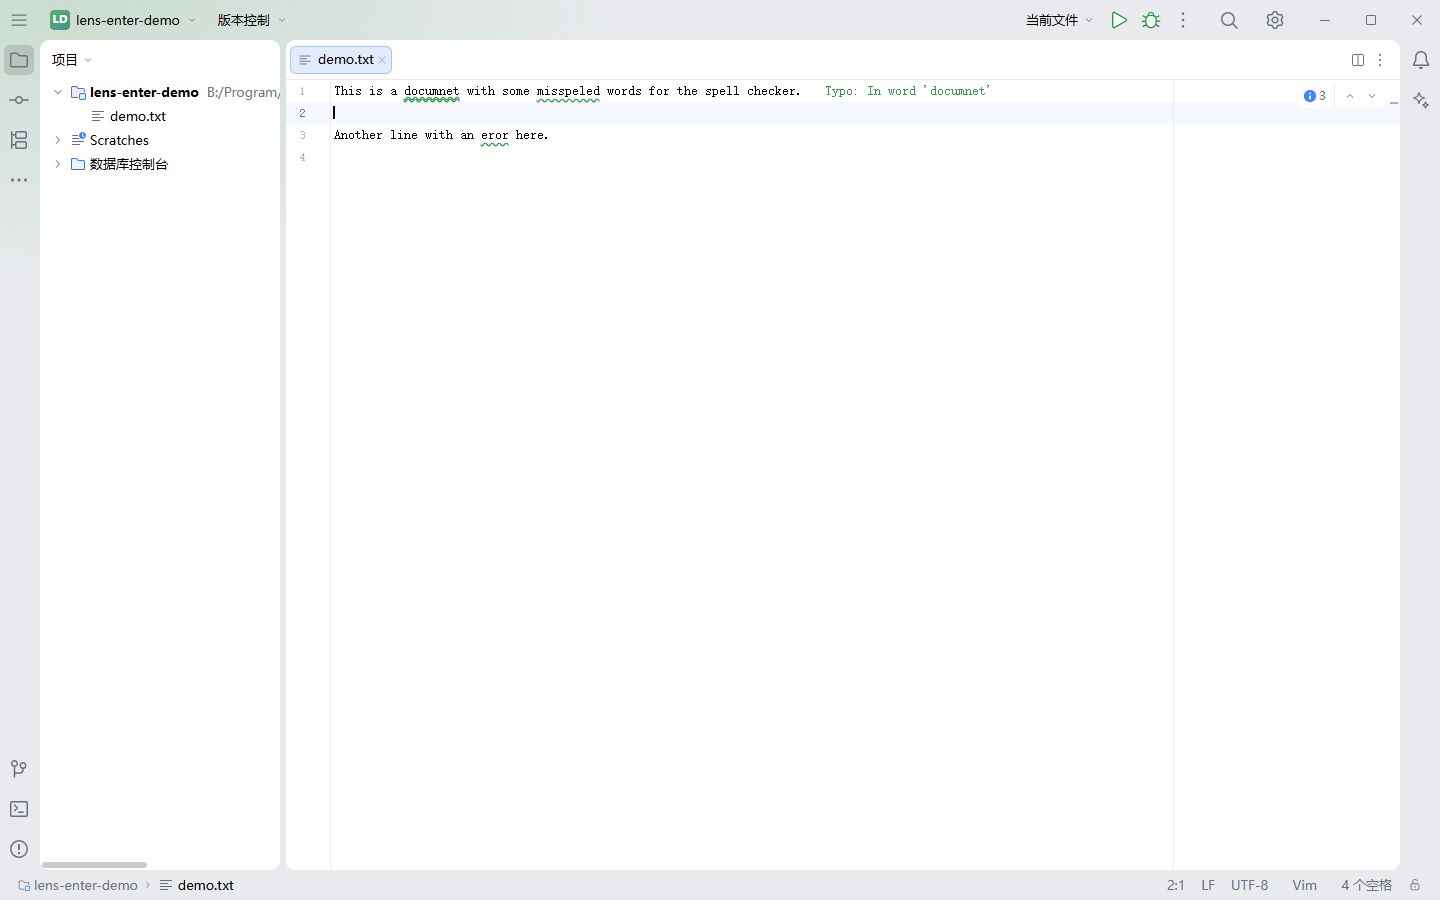 LD lens-enter-demo 版本控制 当前文件
项目
demo.txt
lens-enter-demo B:/Program/
demo.txt
Scratches
数据库控制台
1 This is a documnet with some misspeled words for the spell checker. Typo: In word 'documnet'
3
2
3 Another line with an eror here.
4
lens-enter-demo › demo.txt
2:1 LF UTF-8 Vim 4 个空格